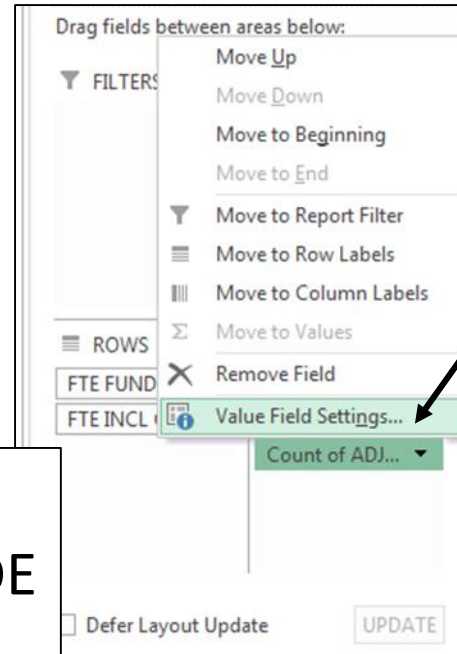 Drag fields between areas below:
Move Up
FILTERS
Move Down
Move to Beginning
Move to End
Move to Report Filter
Move to Row Labels
Move to Column Labels
Σ Move to Values
ROWS
Remove Field
FTE FUND
FTE INCL
Value Field Settings...
Count of ADJ...
DE
Defer Layout Update
UPDATE